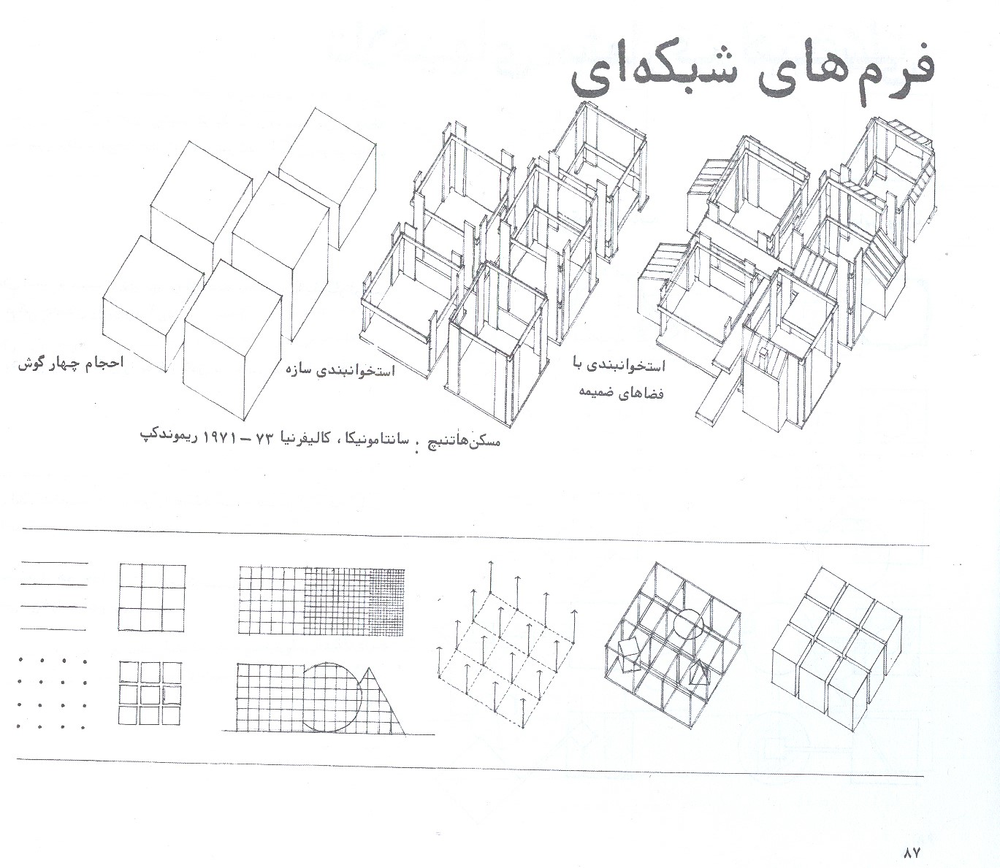 فرم‌های شبکه‌ای
احجام چهار گوش
استخوانبندی سازه
استخوانبندی با
فضاهای ضمیمه
مسکن هاتنبچ . سانتامونیکا، کالیفرنیا ۷۳ – ۱۹۷۱ ریموندکپ
۸۷